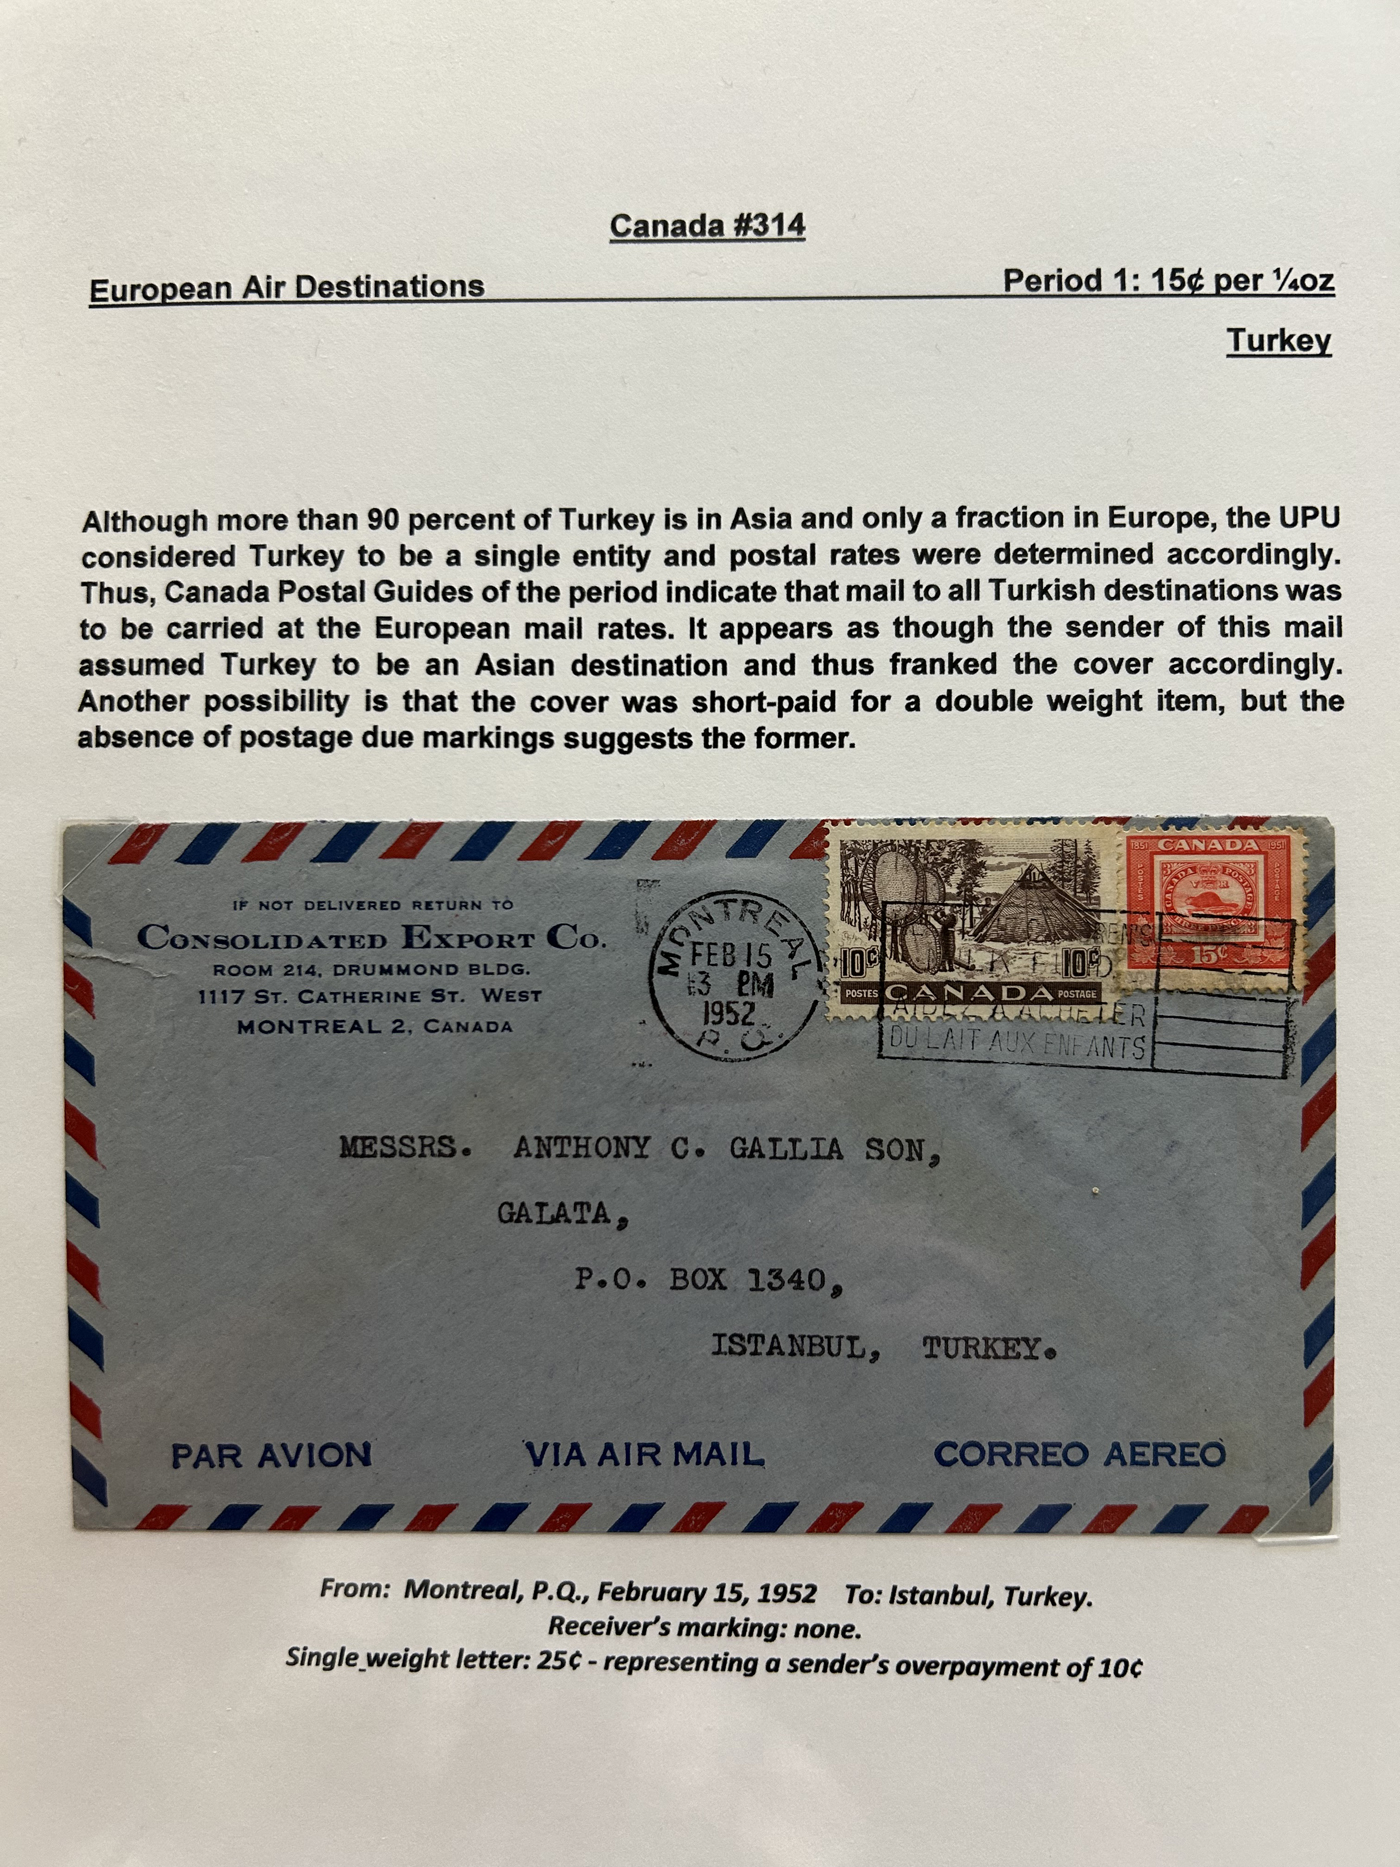 Canada #314
European Air Destinations
Period 1: 15¢ per ¼oz
Turkey
Although more than 90 percent of Turkey is in Asia and only a fraction in Europe, the UPU
considered Turkey to be a single entity and postal rates were determined accordingly.
Thus, Canada Postal Guides of the period indicate that mail to all Turkish destinations was
to be carried at the European mail rates. It appears as though the sender of this mail
assumed Turkey to be an Asian destination and thus franked the cover accordingly.
Another possibility is that the cover was short-paid for a double weight item, but the
absence of postage due markings suggests the former.
IF NOT DELIVERED RETURN TO
CONSOLIDATED EXPORT CO.
ROOM 214, DRUMMOND BLDG.
1117 ST. CATHERINE ST. WEST
MONTREAL 2, CANADA
MONTREAL
FEB 15
3 PM
1952
P.Q.
10¢ 10¢
POSTES CANADA POSTAGE
1851 CANADA 1951
POSTES POSTAGE
CANADA POSTAGE
15¢
AIDEZ A ACHETER
DU LAIT AUX ENFANTS
MESSRS. ANTHONY C. GALLIA SON,
GALATA,
P.O. BOX 1340,
ISTANBUL, TURKEY.
PAR AVION VIA AIR MAIL CORREO AEREO
From: Montreal, P.Q., February 15, 1952 To: Istanbul, Turkey.
Receiver's marking: none.
Single weight letter: 25¢ - representing a sender's overpayment of 10¢